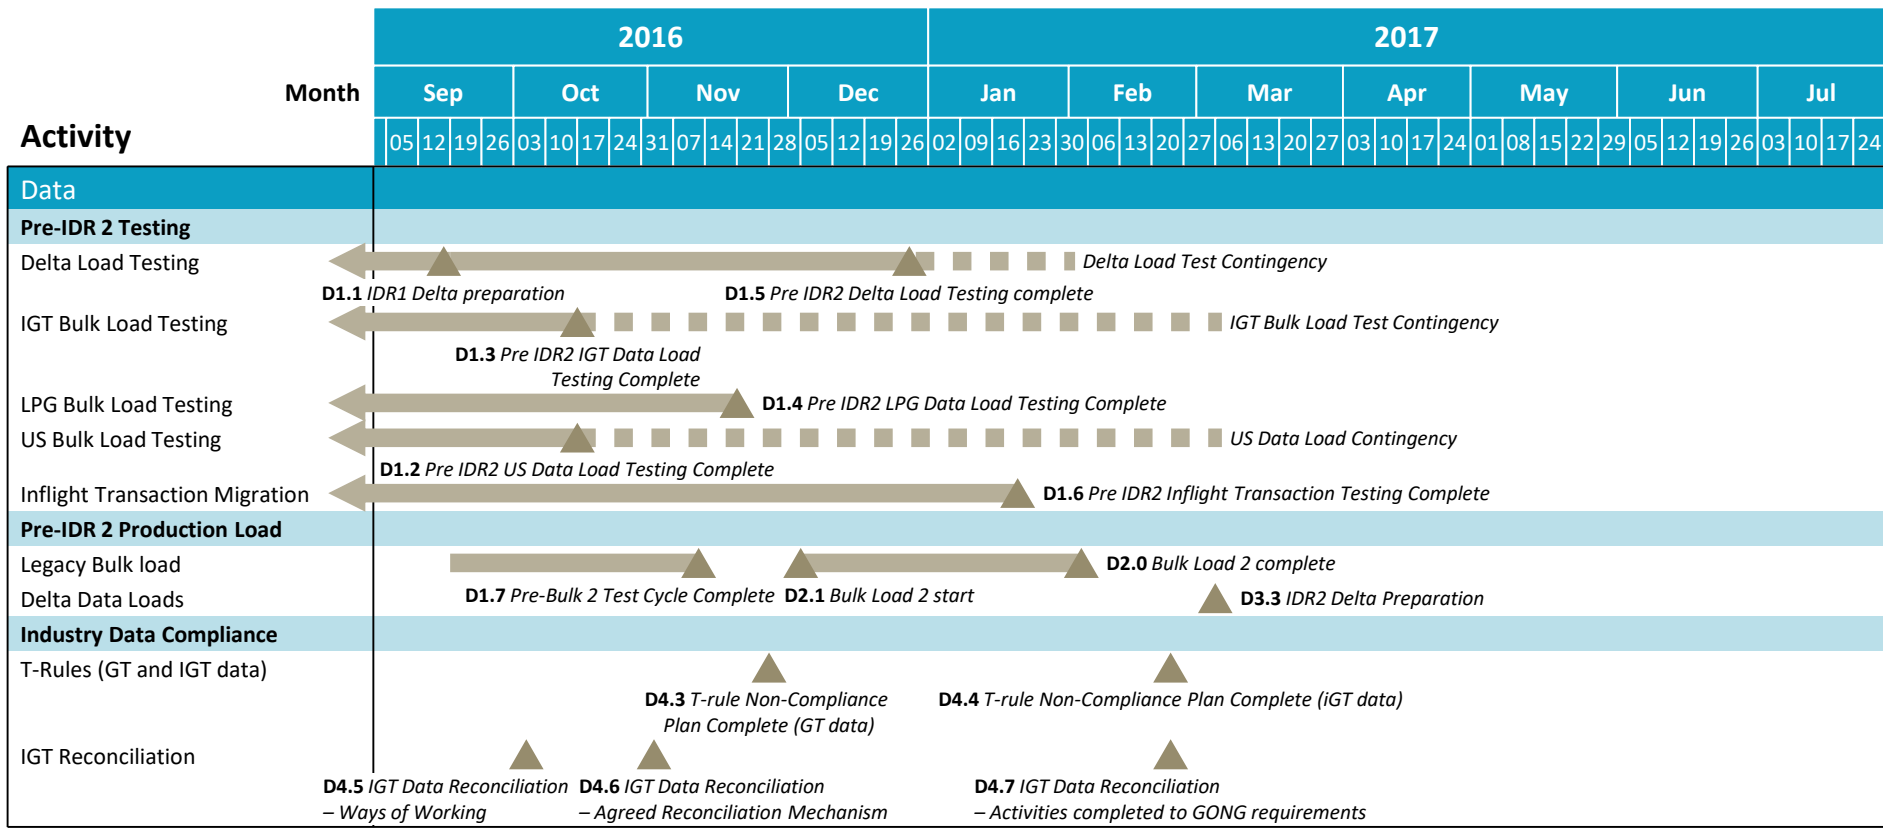 2016 2017
Month Sep Oct Nov Dec Jan Feb Mar Apr May Jun Jul
Activity 05 12 19 26 03 10 17 24 31 07 14 21 28 05 12 19 26 02 09 16 23 30 06 13 20 27 06 13 20 27 03 10 17 24 01 08 15 22 29 05 12 19 26 03 10 17 24
Data
Pre-IDR 2 Testing
Delta Load Testing Delta Load Test Contingency
D1.1 IDR1 Delta preparation D1.5 Pre IDR2 Delta Load Testing complete
IGT Bulk Load Testing IGT Bulk Load Test Contingency
D1.3 Pre IDR2 IGT Data Load
Testing Complete
LPG Bulk Load Testing D1.4 Pre IDR2 LPG Data Load Testing Complete
US Bulk Load Testing US Data Load Contingency
D1.2 Pre IDR2 US Data Load Testing Complete
Inflight Transaction Migration D1.6 Pre IDR2 Inflight Transaction Testing Complete
Pre-IDR 2 Production Load
Legacy Bulk load D2.0 Bulk Load 2 complete
D1.7 Pre-Bulk 2 Test Cycle Complete D2.1 Bulk Load 2 start
Delta Data Loads D3.3 IDR2 Delta Preparation
Industry Data Compliance
T-Rules (GT and IGT data)
D4.3 T-rule Non-Compliance D4.4 T-rule Non-Compliance Plan Complete (iGT data)
Plan Complete (GT data)
IGT Reconciliation
D4.5 IGT Data Reconciliation D4.6 IGT Data Reconciliation D4.7 IGT Data Reconciliation
– Ways of Working – Agreed Reconciliation Mechanism – Activities completed to GONG requirements